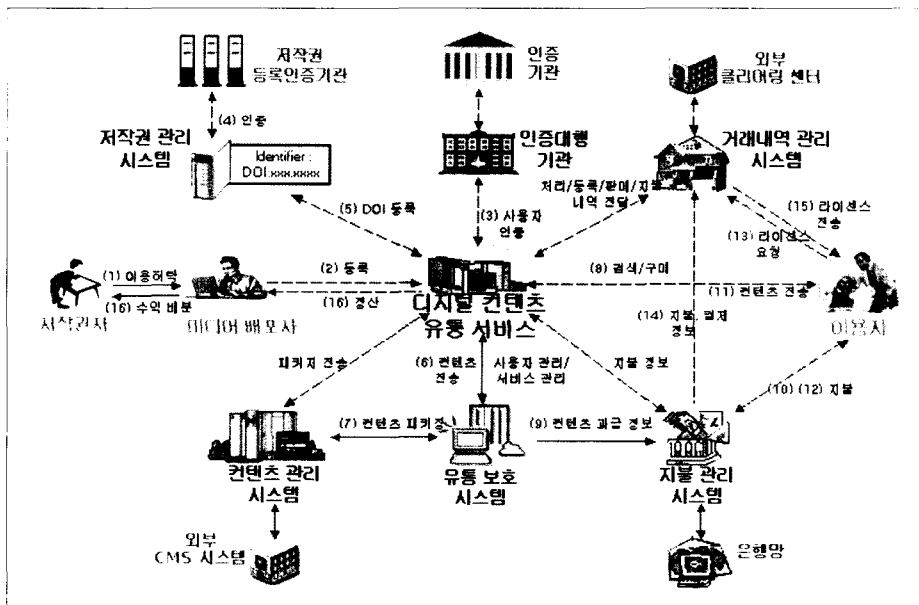 저작권
등록인증기관
인증
기관
외부
클리어링 센터
(4) 인증
저작권 관리
시스템
Identifier :
DOI:xxx.xxxx
인증대행
기관
거래내역 관리
시스템
처리/등록/판매/지불
내역 전달
(15) 라이센스
전송
(5) DOI 등록
(3) 사용자
인증
(13) 라이센스
요청
(1) 이용허락
(2) 등록
(8) 검색/구매
(16) 수익 배분
(16) 정산
(11) 컨텐츠 전송
저작권자
미디어 배포사
디지털 컨텐츠
유통 서비스
(14) 지불, 결제
정보
이용자
패키저 전송
(6) 컨텐츠
전송
사용자 관리/
서비스 관리
지불 정보
(10) (12) 지불
(7) 컨텐츠 패키징
(9) 컨텐츠 과금 정보
컨텐츠 관리
시스템
유통 보호
시스템
지불 관리
시스템
외부
CMS 시스템
은행망